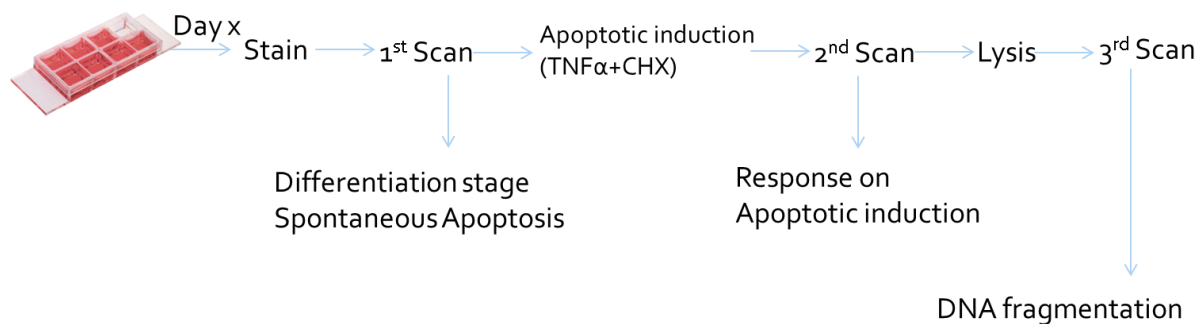 Day x
Stain
1st Scan
Apoptotic induction
(TNFα+CHX)
2nd Scan
Lysis
3rd Scan
Differentiation stage
Spontaneous Apoptosis
Response on
Apoptotic induction
DNA fragmentation